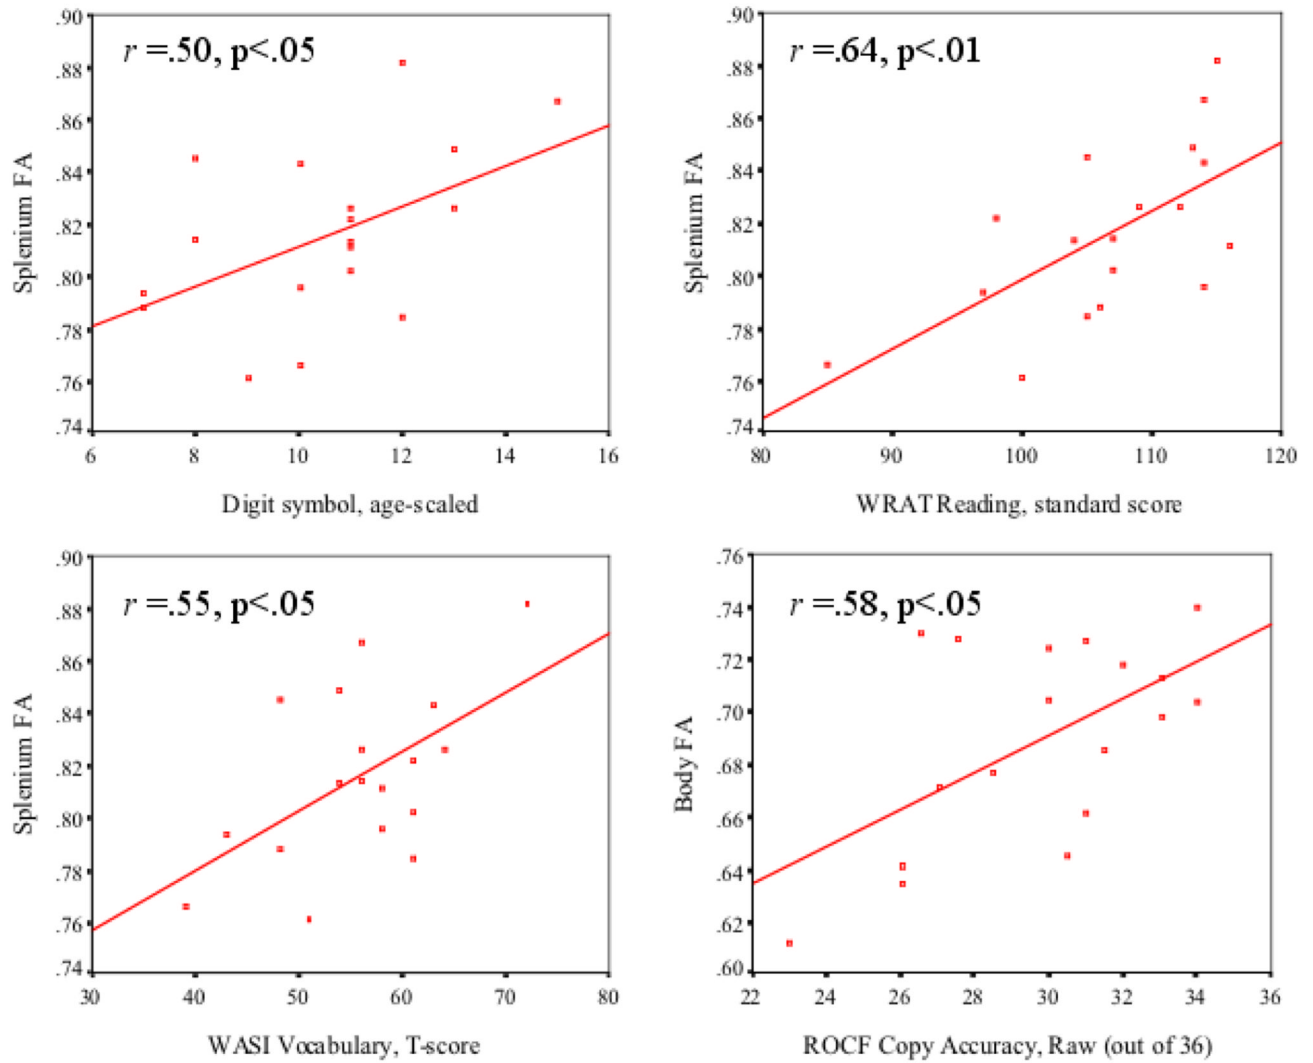 r =.50, p<.05
.90
.88
.86
.84
.82
.80
.78
.76
.74
Splenium FA
6 8 10 12 14 16
Digit symbol, age-scaled
r =.64, p<.01
.90
.88
.86
.84
.82
.80
.78
.76
.74
Splenium FA
80 90 100 110 120
WRAT Reading, standard score
r =.55, p<.05
.90
.88
.86
.84
.82
.80
.78
.76
.74
Splenium FA
30 40 50 60 70 80
WASI Vocabulary, T-score
r =.58, p<.05
.76
.74
.72
.70
.68
.66
.64
.62
.60
Body FA
22 24 26 28 30 32 34 36
ROCF Copy Accuracy, Raw (out of 36)